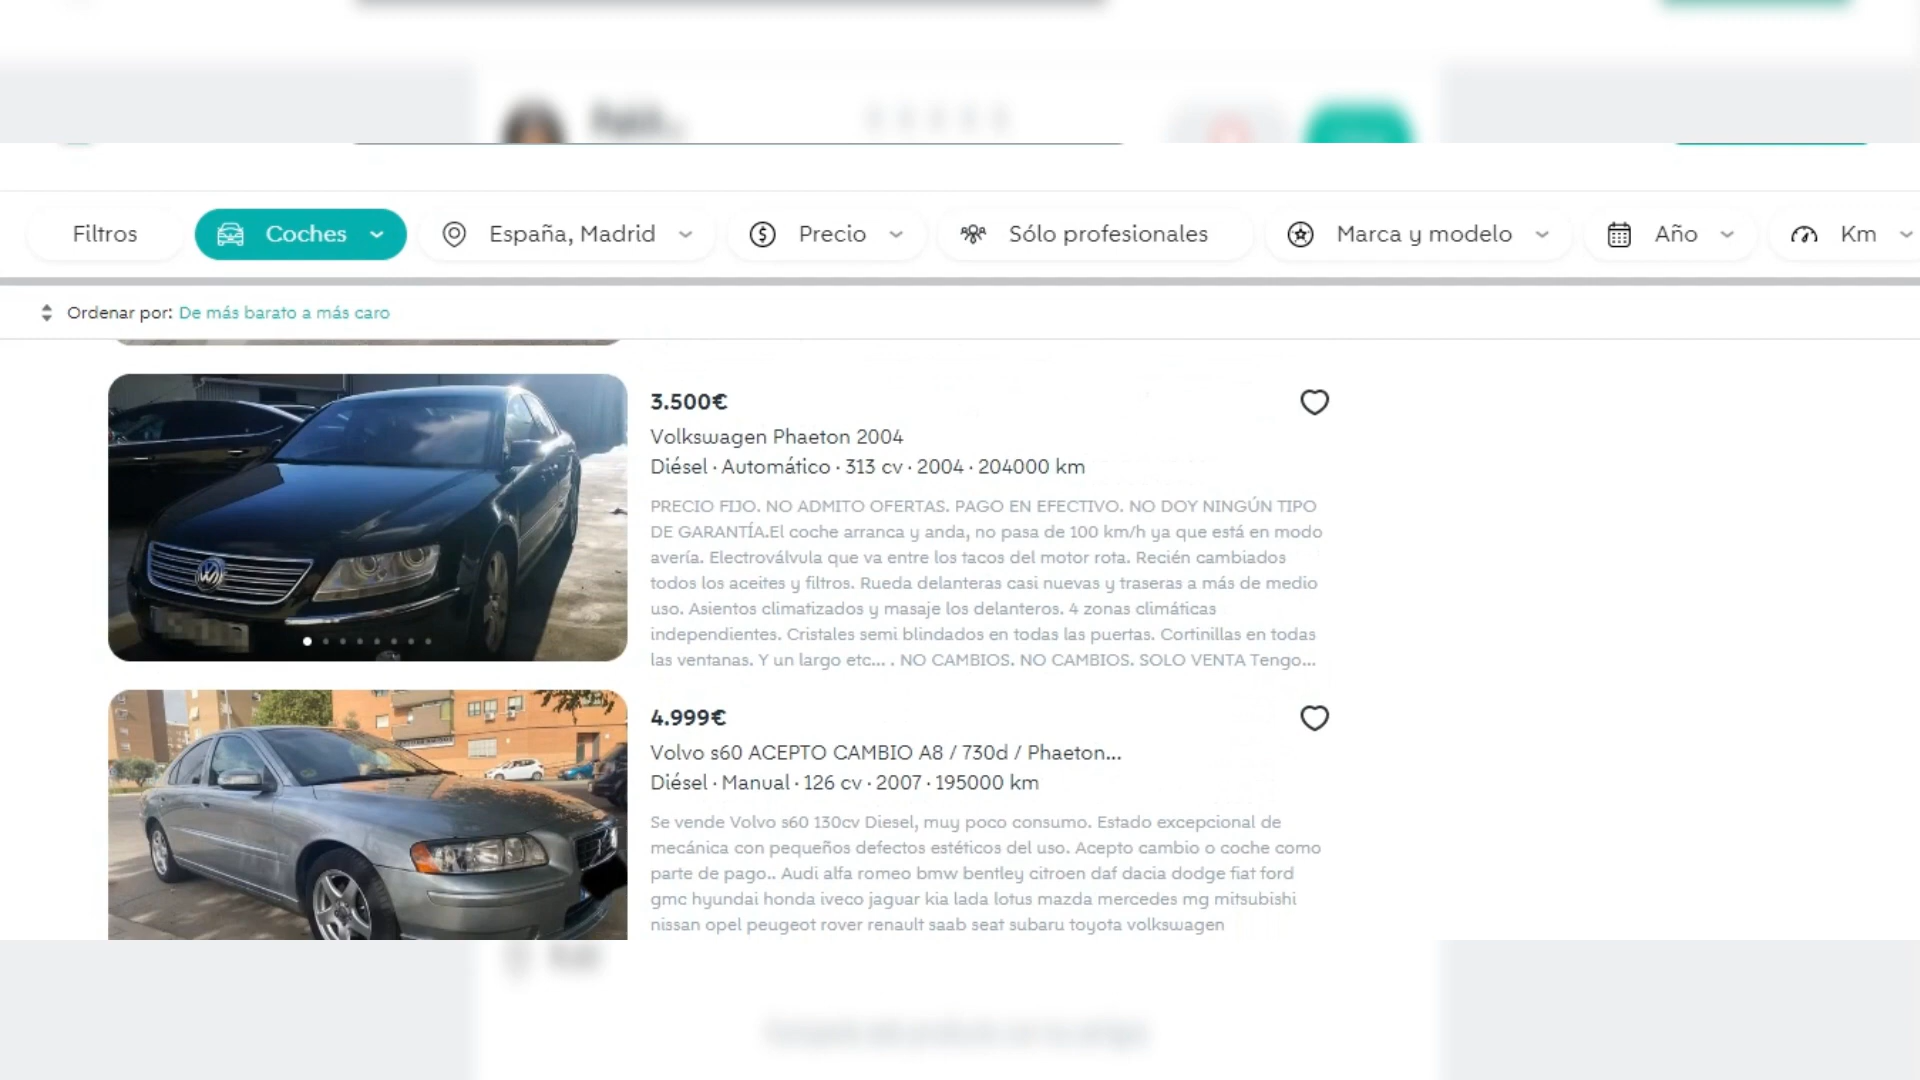 Filtros
Coches
España, Madrid
Precio
Sólo profesionales
Marca y modelo
Año
Km
Ordenar por: De más barato a más caro
3.500€
Volkswagen Phaeton 2004
Diésel · Automático · 313 cv · 2004 · 204000 km
PRECIO FIJO. NO ADMITO OFERTAS. PAGO EN EFECTIVO. NO DOY NINGÚN TIPO
DE GARANTÍA.El coche arranca y anda, no pasa de 100 km/h ya que está en modo
avería. Electroválvula que va entre los tacos del motor rota. Recién cambiados
todos los aceites y filtros. Rueda delanteras casi nuevas y traseras a más de medio
uso. Asientos climatizados y masaje los delanteros. 4 zonas climáticas
independientes. Cristales semi blindados en todas las puertas. Cortinillas en todas
las ventanas. Y un largo etc... . NO CAMBIOS. NO CAMBIOS. SOLO VENTA Tengo...
4.999€
Volvo s60 ACEPTO CAMBIO A8 / 730d / Phaeton...
Diésel · Manual · 126 cv · 2007 · 195000 km
Se vende Volvo s60 130cv Diesel, muy poco consumo. Estado excepcional de
mecánica con pequeños defectos estéticos del uso. Acepto cambio o coche como
parte de pago.. Audi alfa romeo bmw bentley citroen daf dacia dodge fiat ford
gmc hyundai honda iveco jaguar kia lada lotus mazda mercedes mg mitsubishi
nissan opel peugeot rover renault saab seat subaru toyota volkswagen